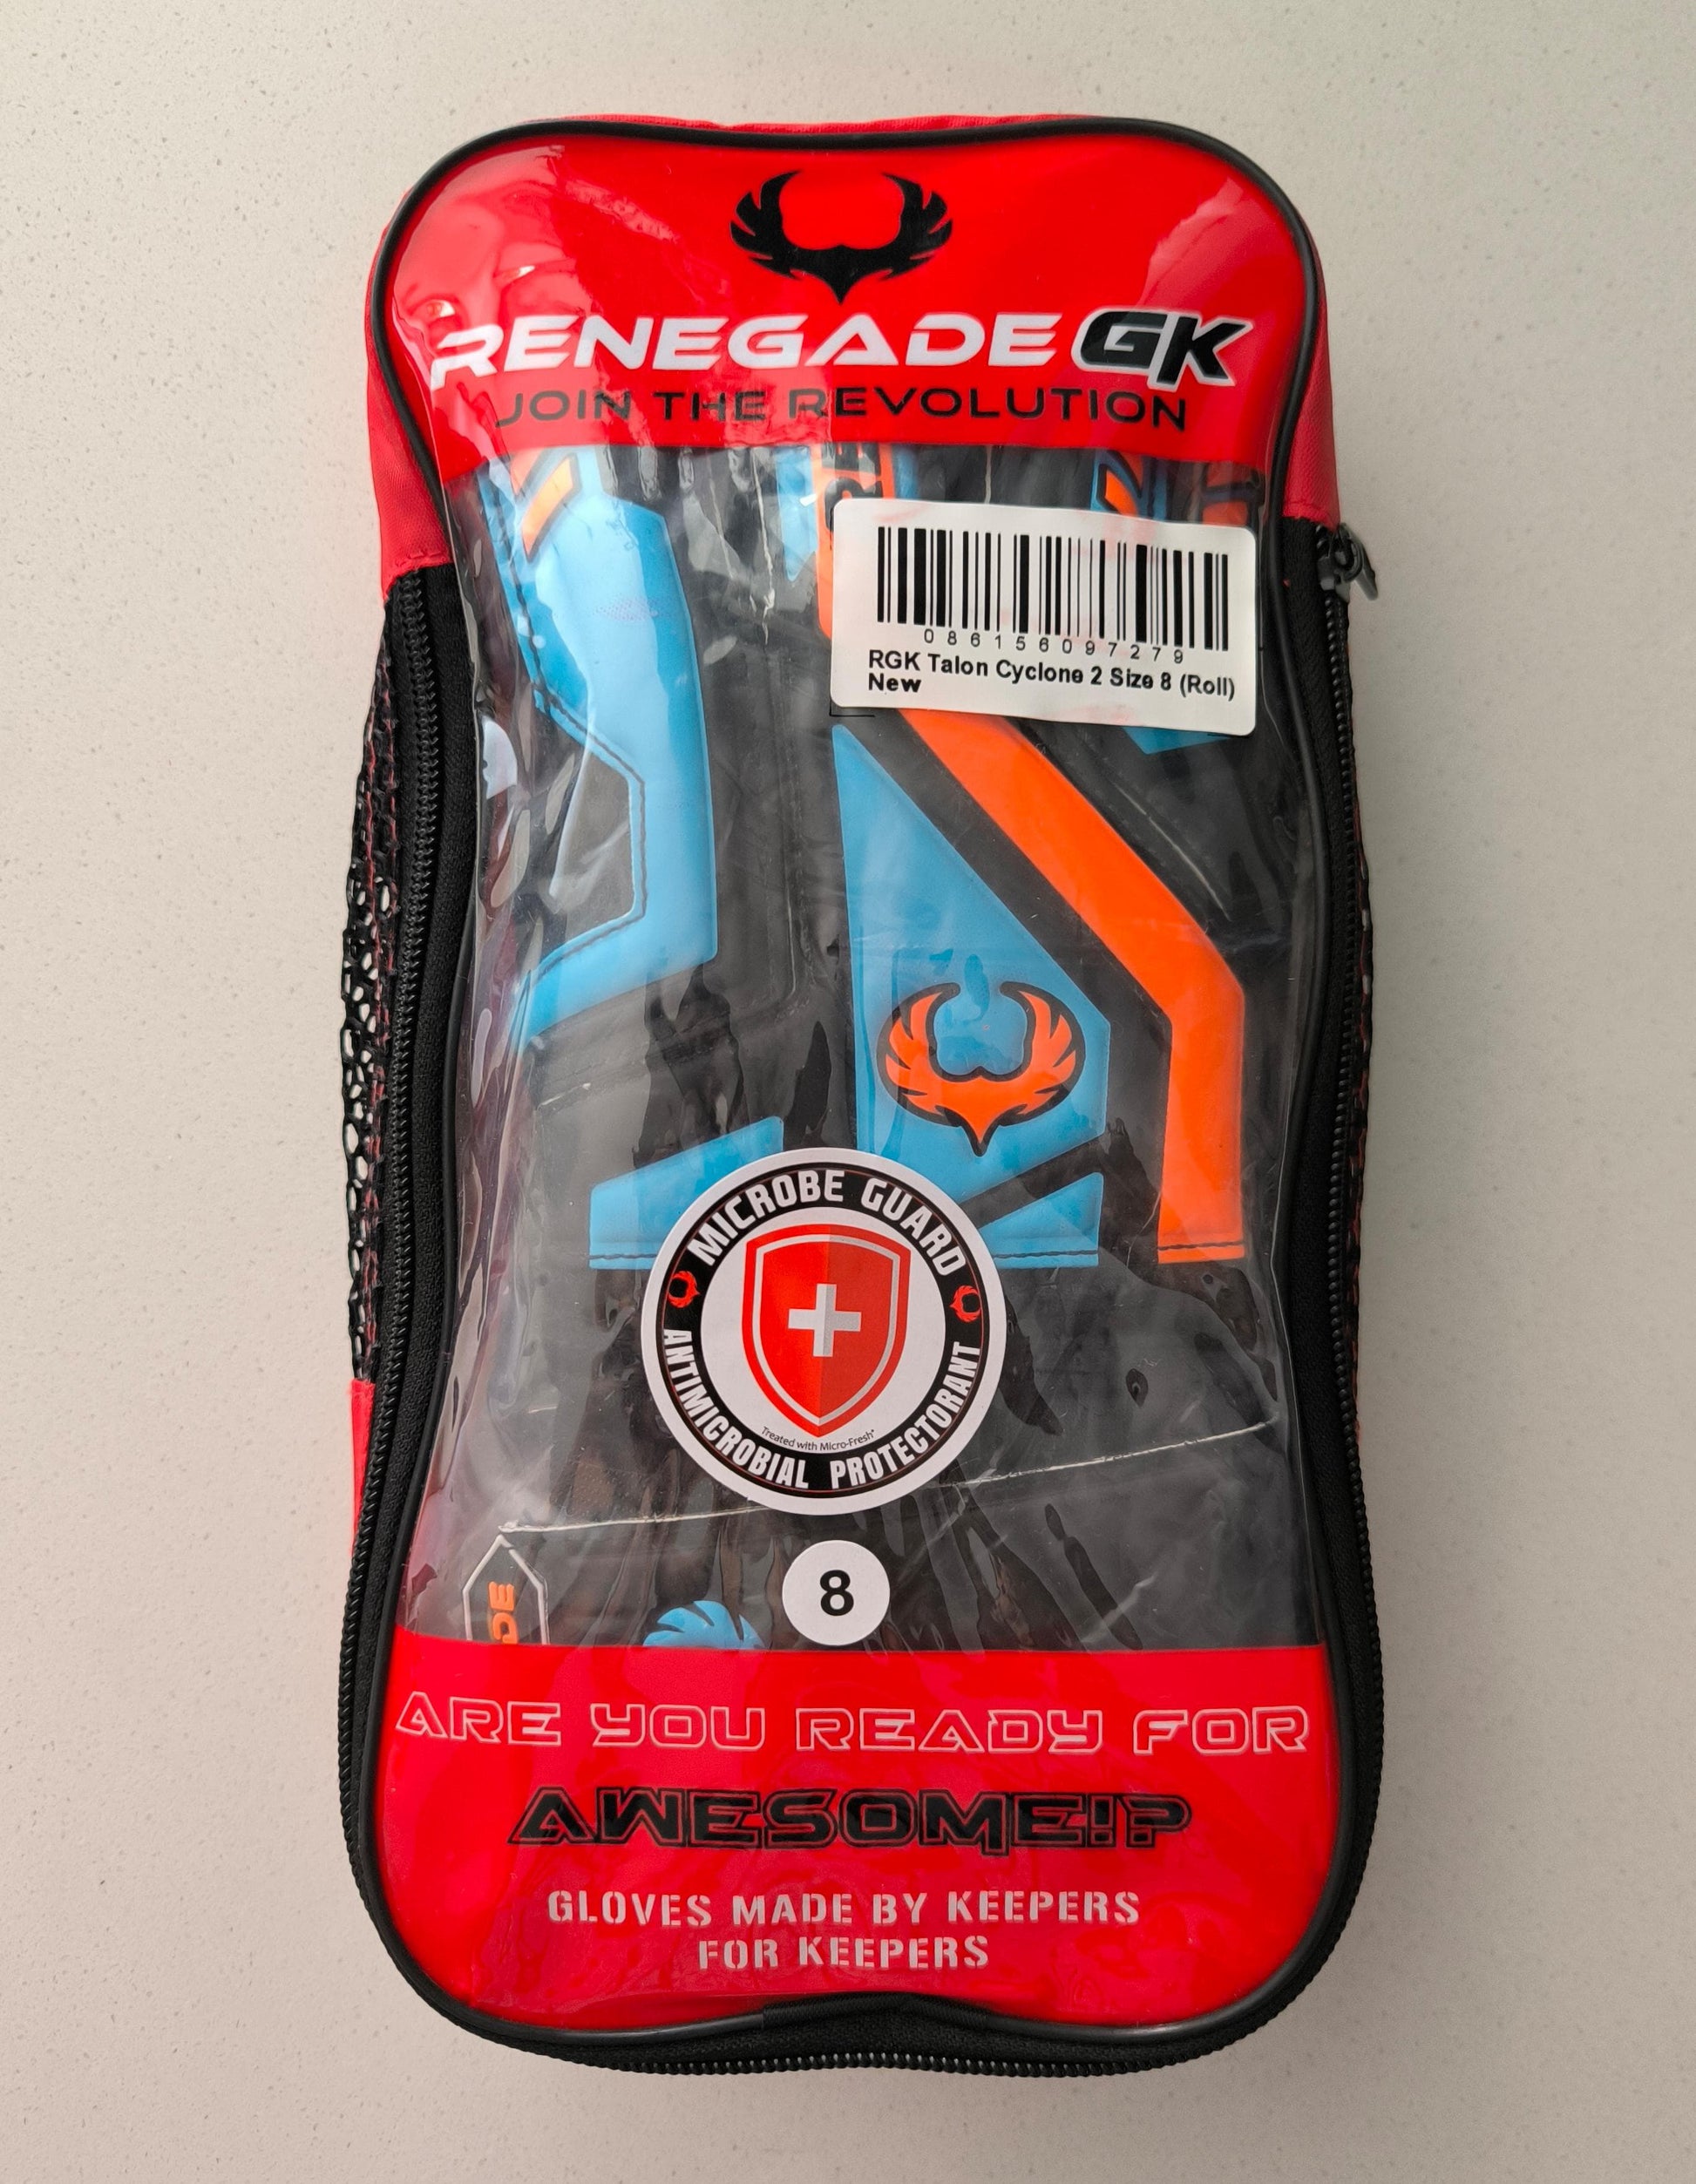 RENEGADE GK
JOIN THE REVOLUTION
086156097279
RGK Talon Cyclone 2 Size 8 (Roll)
New
MICROBE GUARD
Treated with Micro-Fresh
ANTIMICROBIAL PROTECTORANT
8
ARE YOU READY FOR
AWESOME!?
GLOVES MADE BY KEEPERS
FOR KEEPERS